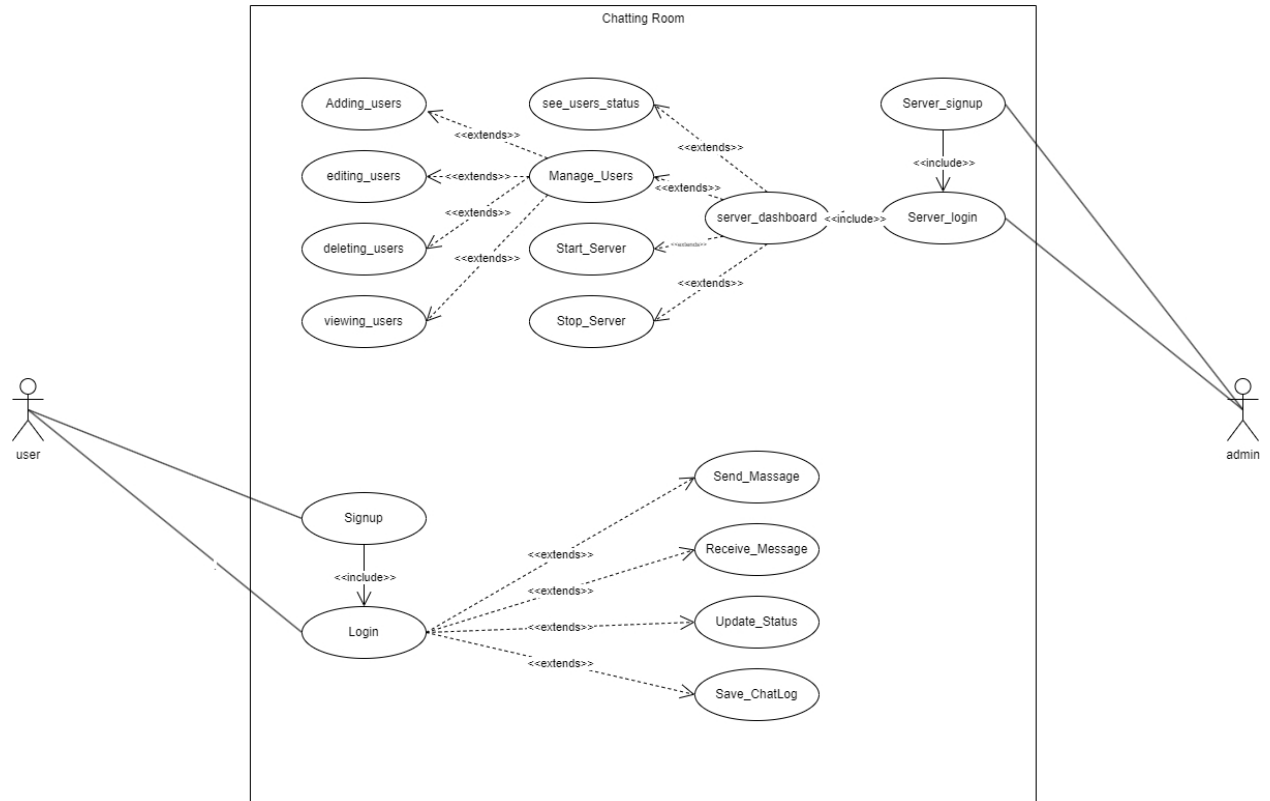 Chatting Room
Adding_users
see_users_status
Server_signup
<<extends>>
<<extends>>
<<include>>
editing_users
<<extends>>
Manage_Users
<<extends>>
<<extends>>
server_dashboard
<<include>>
Server_login
deleting_users
<<extends>>
Start_Server
<<extends>>
<<extends>>
viewing_users
Stop_Server
user
admin
Send_Massage
Signup
<<extends>>
Receive_Message
<<include>>
<<extends>>
Login
<<extends>>
Update_Status
<<extends>>
Save_ChatLog